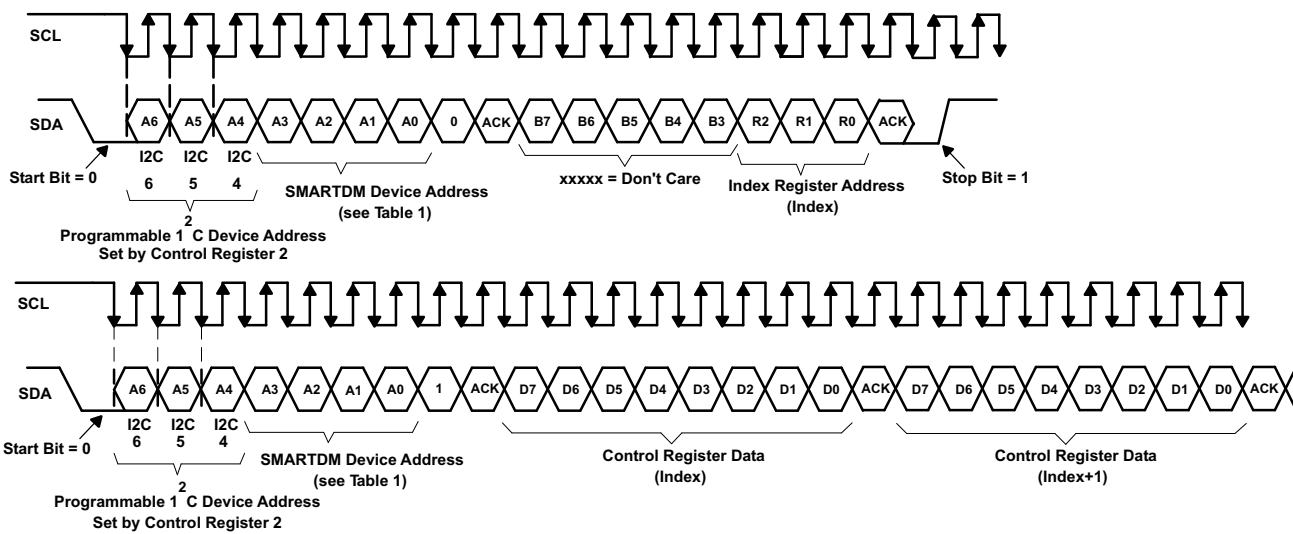 SCL
SDA A6 A5 A4 A3 A2 A1 A0 0 ACK B7 B6 B5 B4 B3 R2 R1 R0 ACK
I2C I2C I2C
6 5 4
Start Bit = 0
SMARTDM Device Address
(see Table 1)
xxxxx = Don't Care
Index Register Address
(Index)
Stop Bit = 1
2
Programmable 1 C Device Address
Set by Control Register 2
SCL
SDA A6 A5 A4 A3 A2 A1 A0 1 ACK D7 D6 D5 D4 D3 D2 D1 D0 ACK D7 D6 D5 D4 D3 D2 D1 D0 ACK
I2C I2C I2C
6 5 4
Start Bit = 0
SMARTDM Device Address
(see Table 1)
Control Register Data
(Index)
Control Register Data
(Index+1)
2
Programmable 1 C Device Address
Set by Control Register 2